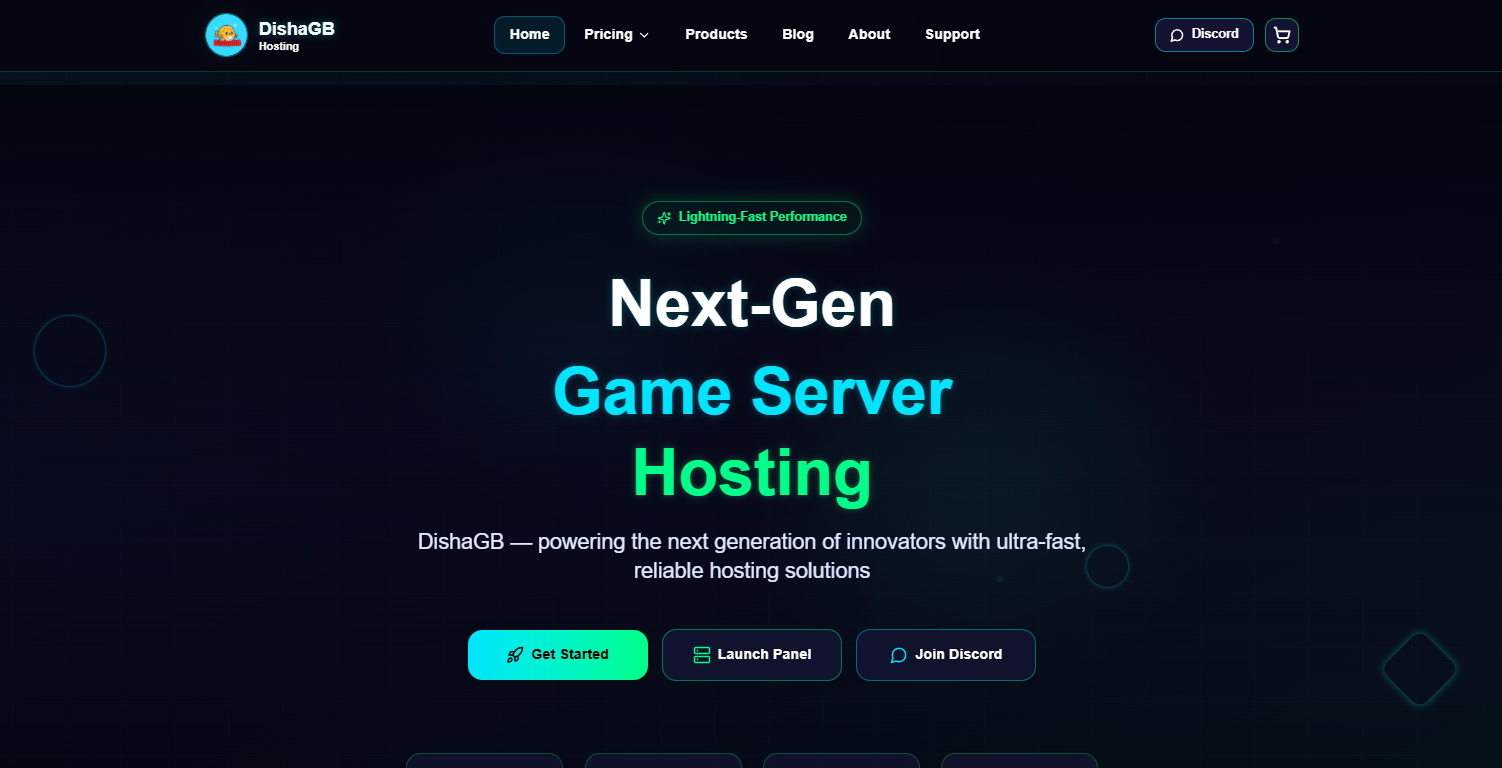 DishaGB
Hosting
Home
Pricing
Products
Blog
About
Support
Discord
Lightning-Fast Performance
Next-Gen
Game Server
Hosting
DishaGB — powering the next generation of innovators with ultra-fast,
reliable hosting solutions
Get Started
Launch Panel
Join Discord